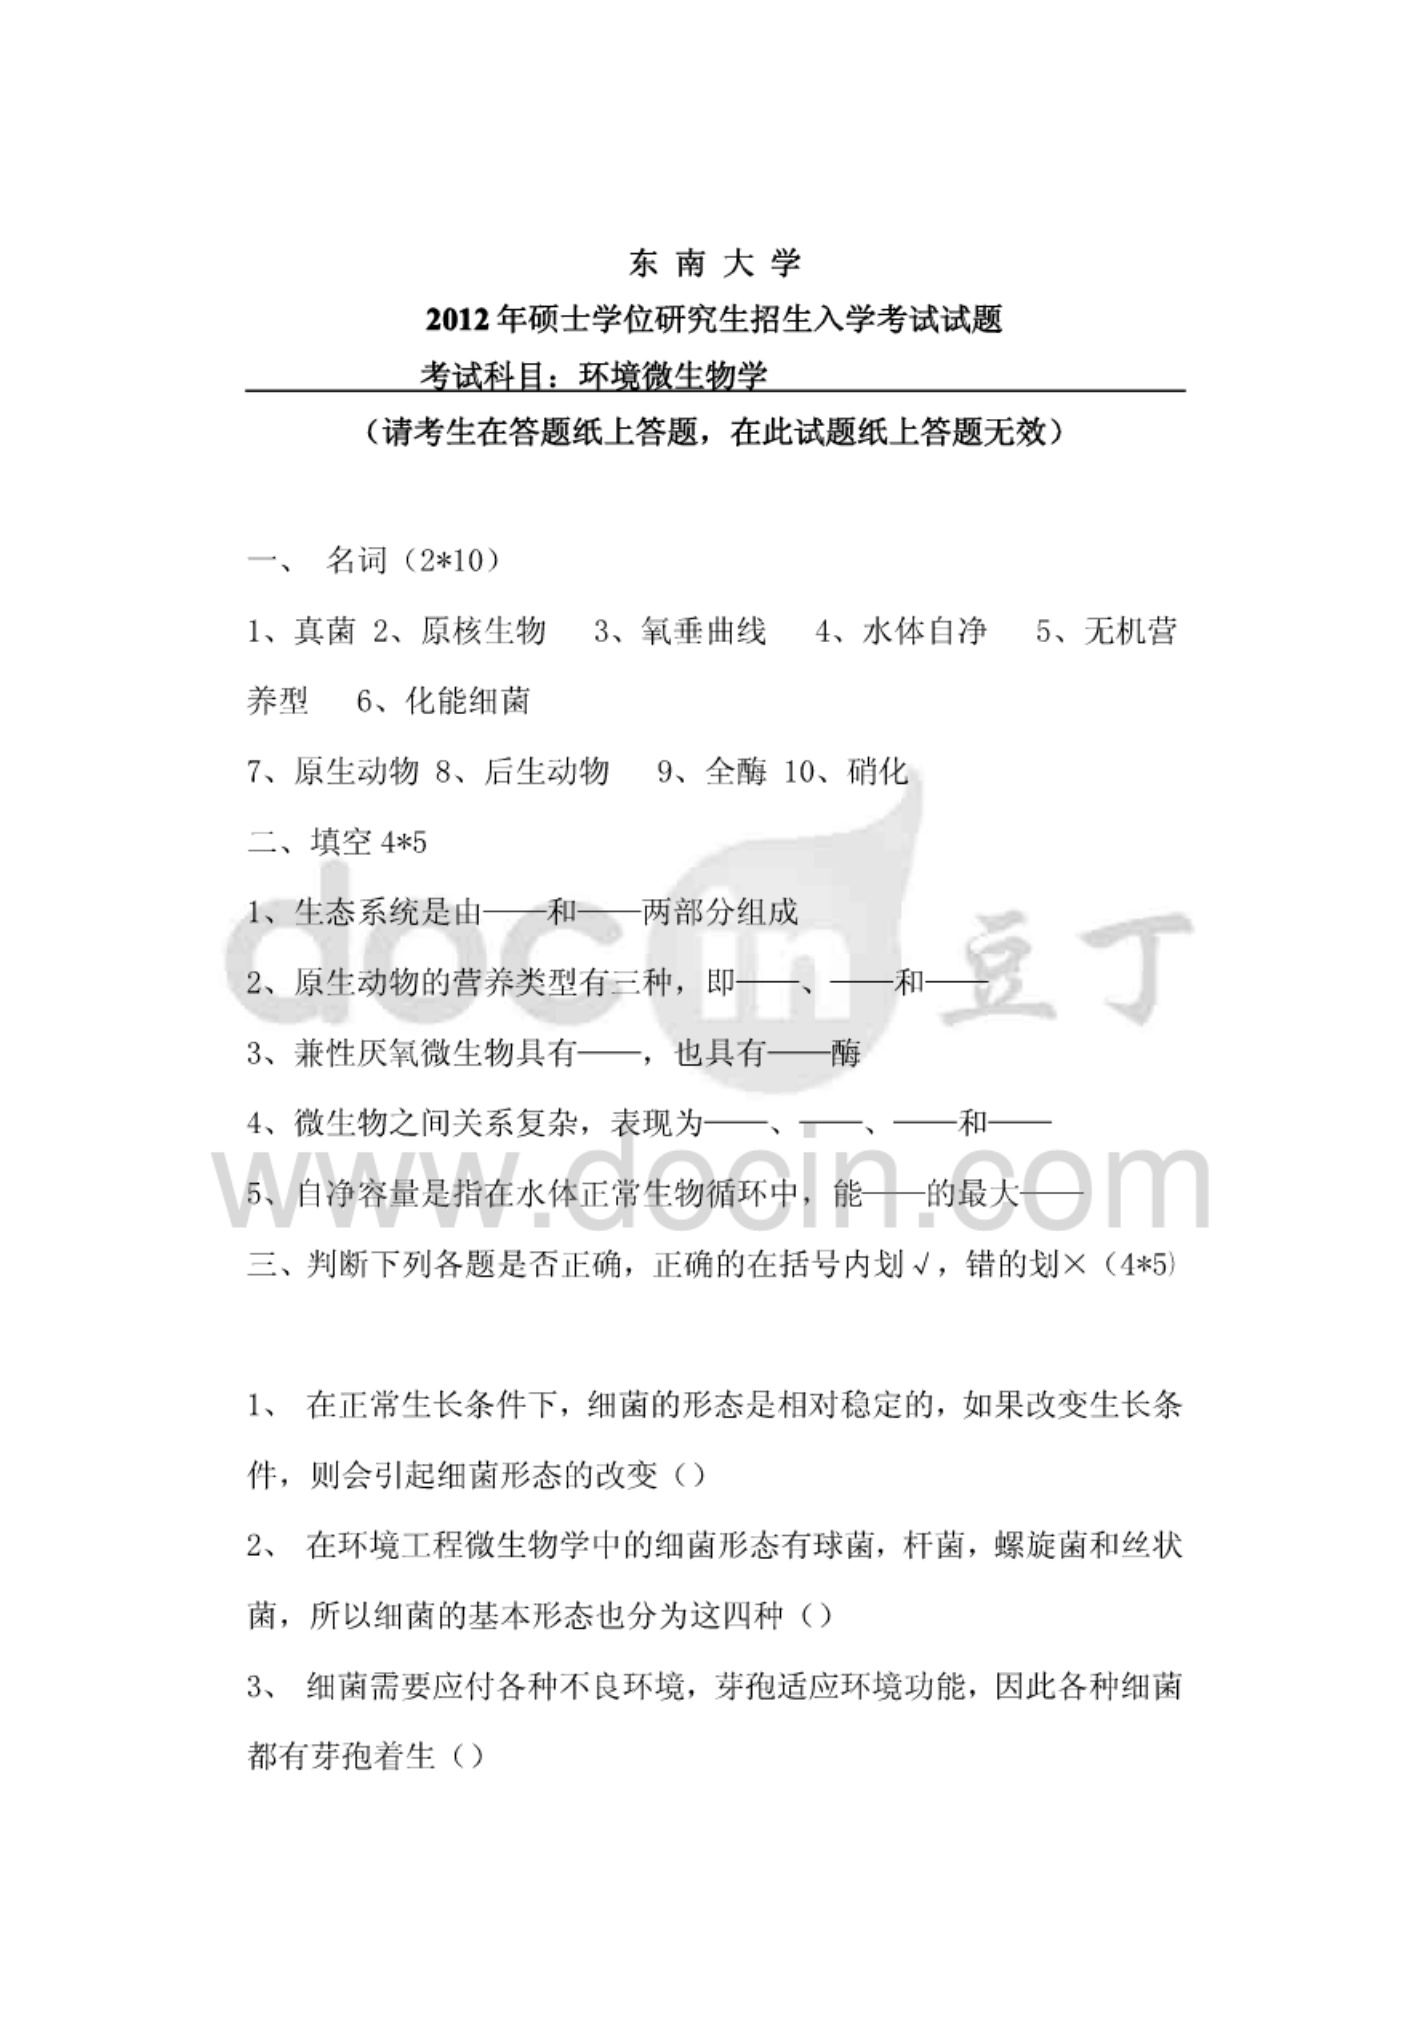 东 南 大 学
2012年硕士学位研究生招生入学考试试题
考试科目：环境微生物学
（请考生在答题纸上答题，在此试题纸上答题无效）
一、 名词（2*10）
1、真菌 2、原核生物 3、氧垂曲线 4、水体自净 5、无机营
养型 6、化能细菌
7、原生动物 8、后生动物 9、全酶 10、硝化
二、填空4*5
1、生态系统是由——和——两部分组成
2、原生动物的营养类型有三种，即——、——和——
3、兼性厌氧微生物具有——，也具有——酶
4、微生物之间关系复杂，表现为——、——、——和——
5、自净容量是指在水体正常生物循环中，能——的最大——
三、判断下列各题是否正确，正确的在括号内划√，错的划×（4*5）
1、 在正常生长条件下，细菌的形态是相对稳定的，如果改变生长条
件，则会引起细菌形态的改变（）
2、 在环境工程微生物学中的细菌形态有球菌，杆菌，螺旋菌和丝状
菌，所以细菌的基本形态也分为这四种（）
3、 细菌需要应付各种不良环境，芽孢适应环境功能，因此各种细菌
都有芽孢着生（）
docin 豆丁
www.docin.com